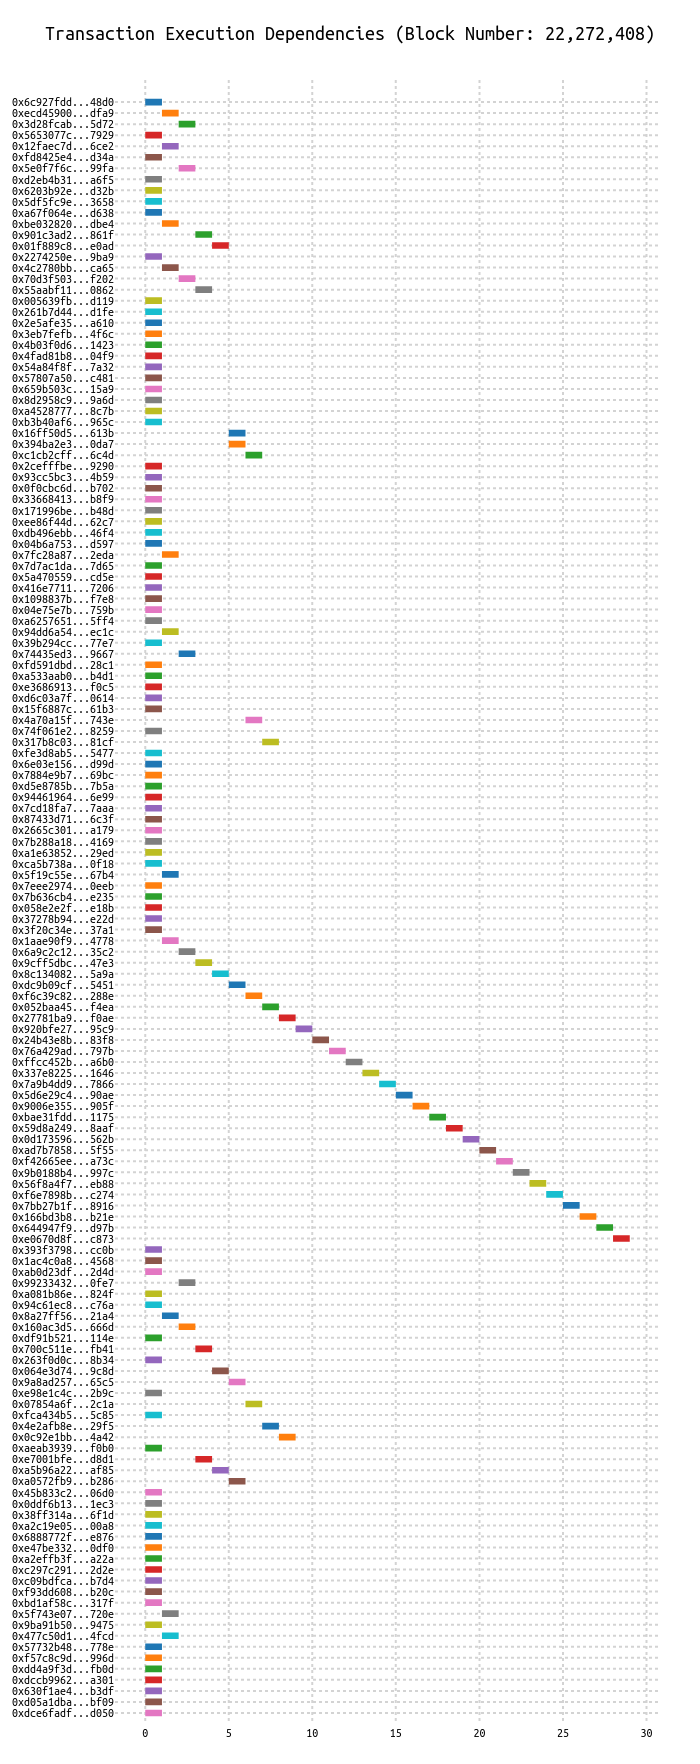 Transaction Execution Dependencies (Block Number: 22,272,408)
0x6c927fdd...48d0
0xecd45900...dfa9
0x3d28fcab...5d72
0x5653077c...7929
0x12faec7d...6ce2
0xfd8425e4...d34a
0x5e0f7f6c...99fa
0xd2eb4b31...a6f5
0x6203b92e...d32b
0x5df5fc9e...3658
0xa67f064e...d638
0xbe032820...dbe4
0x901c3ad2...861f
0x01f889c8...e0ad
0x2274250e...9ba9
0x4c2780bb...ca65
0x70d3f503...f202
0x55aabf11...0862
0x005639fb...d119
0x261b7d44...d1fe
0x2e5afe35...a610
0x3eb7fefb...4f6c
0x4b03f0d6...1423
0x4fad81b8...04f9
0x54a84f8f...7a32
0x57807a50...c481
0x659b503c...15a9
0x8d2958c9...9a6d
0xa4528777...8c7b
0xb3b40af6...965c
0x16ff50d5...613b
0x394ba2e3...0da7
0xc1cb2cff...6c4d
0x2cefffbe...9290
0x93cc5bc3...4b59
0x0f0cbc6d...b702
0x33668413...b8f9
0x171996be...b48d
0xee86f44d...62c7
0xdb496ebb...46f4
0x04b6a753...d597
0x7fc28a87...2eda
0x7d7ac1da...7d65
0x5a470559...cd5e
0x416e7711...7206
0x1098837b...f7e8
0x04e75e7b...759b
0xa6257651...5ff4
0x94dd6a54...ec1c
0x39b294cc...77e7
0x74435ed3...9667
0xfd591dbd...28c1
0xa533aab0...b4d1
0xe3686913...f0c5
0xd6c03a7f...0614
0x15f6887c...61b3
0x4a70a15f...743e
0x74f061e2...8259
0x317b8c03...81cf
0xfe3d8ab5...5477
0x6e03e156...d99d
0x7884e9b7...69bc
0xd5e8785b...7b5a
0x94461964...6e99
0x7cd18fa7...7aaa
0x87433d71...6c3f
0x2665c301...a179
0x7b288a18...4169
0xa1e63852...29ed
0xca5b738a...0f18
0x5f19c55e...67b4
0x7eee2974...0eeb
0x7b636cb4...e235
0x058e2e2f...e18b
0x37278b94...e22d
0x3f20c34e...37a1
0x1aae90f9...4778
0x6a9c2c12...35c2
0x9cff5dbc...47e3
0x8c134082...5a9a
0xdc9b09cf...5451
0xf6c39c82...288e
0x052baa45...f4ea
0x27781ba9...f0ae
0x920bfe27...95c9
0x24b43e8b...83f8
0x76a429ad...797b
0xffcc452b...a6b0
0x337e8225...1646
0x7a9b4dd9...7866
0x5d6e29c4...90ae
0x9006e355...905f
0xbae31fdd...1175
0x59d8a249...8aaf
0x0d173596...562b
0xad7b7858...5f55
0xf42665ee...a73c
0x9b0188b4...997c
0x56f8a4f7...eb88
0xf6e7898b...c274
0x7bb27b1f...8916
0x166bd3b8...b21e
0x644947f9...d97b
0xe0670d8f...c873
0x393f3798...cc0b
0x1ac4c0a8...4568
0xab0d23df...2d4d
0x99233432...0fe7
0xa081b86e...824f
0x94c61ec8...c76a
0x8a27ff56...21a4
0x160ac3d5...666d
0xdf91b521...114e
0x700c511e...fb41
0x263f0d0c...8b34
0x064e3d74...9c8d
0x9a8ad257...65c5
0xe98e1c4c...2b9c
0x07854a6f...2c1a
0xfca434b5...5c85
0x4e2afb8e...29f5
0x0c92e1bb...4a42
0xaeab3939...f0b0
0xe7001bfe...d8d1
0xa5b96a22...af85
0xa0572fb9...b286
0x45b833c2...06d0
0x0ddf6b13...1ec3
0x38ff314a...6f1d
0xa2c19e05...00a8
0x6888772f...e876
0xe47be332...0df0
0xa2effb3f...a22a
0xc297c291...2d2e
0xc09bdfca...b7d4
0xf93dd608...b20c
0xbd1af58c...317f
0x5f743e07...720e
0x9ba91b50...9475
0x477c50d1...4fcd
0x57732b48...778e
0xf57c8c9d...996d
0xdd4a9f3d...fb0d
0xdccb9962...a301
0x630f1ae4...b3df
0xd05a1dba...bf09
0xdce6fadf...d050
0 5 10 15 20 25 30